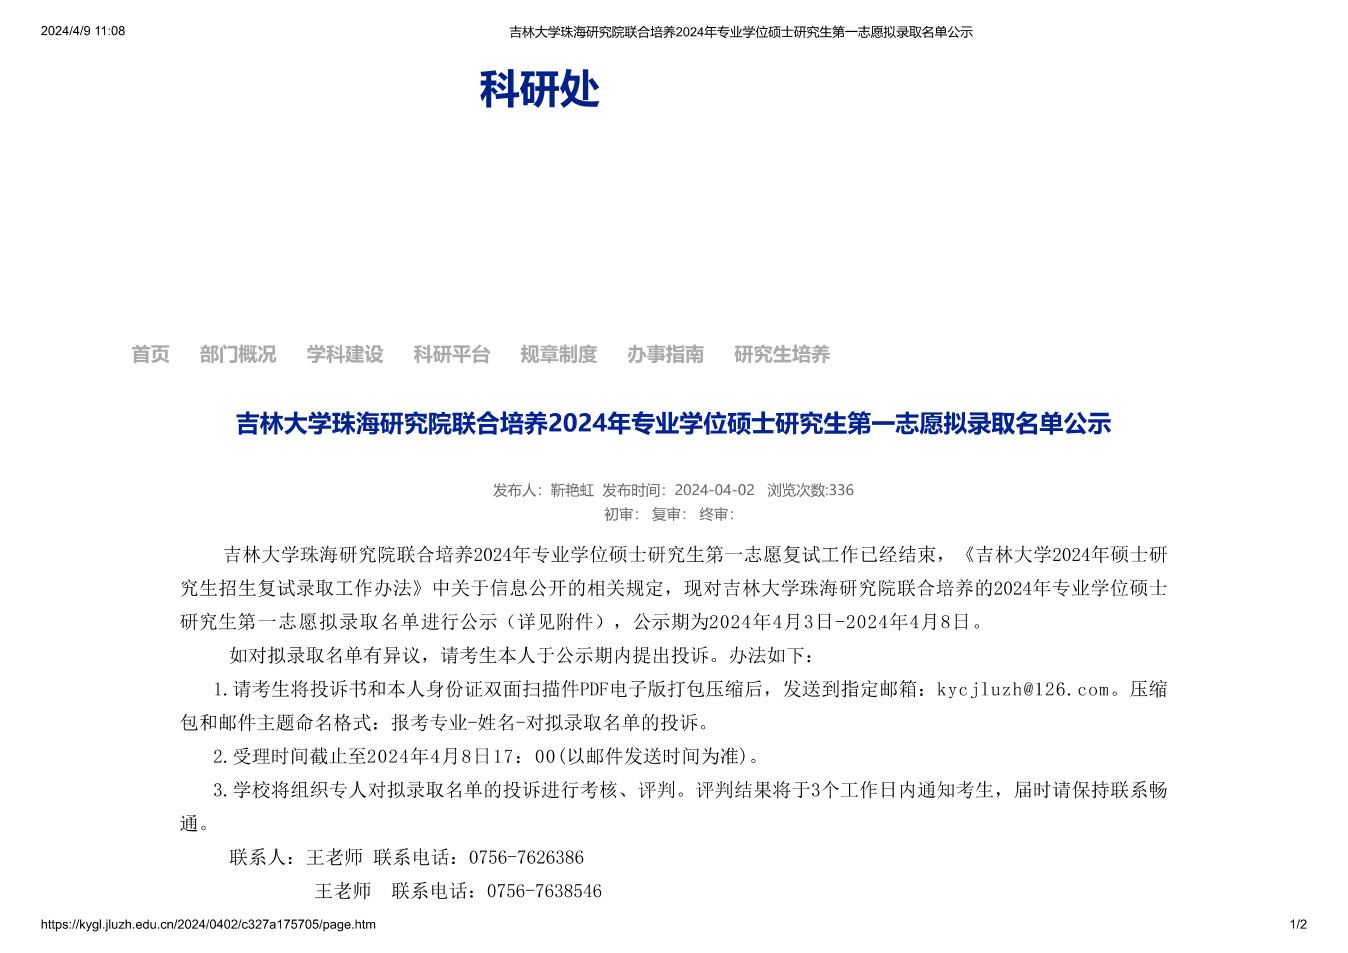 2024/4/9 11:08
吉林大学珠海研究院联合培养2024年专业学位硕士研究生第一志愿拟录取名单公示
科研处
首页 部门概况 学科建设 科研平台 规章制度 办事指南 研究生培养
吉林大学珠海研究院联合培养2024年专业学位硕士研究生第一志愿拟录取名单公示
发布人：靳艳虹 发布时间：2024-04-02 浏览次数:336
初审： 复审： 终审：
吉林大学珠海研究院联合培养2024年专业学位硕士研究生第一志愿复试工作已经结束，《吉林大学2024年硕士研
究生招生复试录取工作办法》中关于信息公开的相关规定，现对吉林大学珠海研究院联合培养的2024年专业学位硕士
研究生第一志愿拟录取名单进行公示（详见附件），公示期为2024年4月3日-2024年4月8日。
如对拟录取名单有异议，请考生本人于公示期内提出投诉。办法如下：
1.请考生将投诉书和本人身份证双面扫描件PDF电子版打包压缩后，发送到指定邮箱：kycjluzh@126.com。压缩
包和邮件主题命名格式：报考专业-姓名-对拟录取名单的投诉。
2.受理时间截止至2024年4月8日17：00(以邮件发送时间为准)。
3.学校将组织专人对拟录取名单的投诉进行考核、评判。评判结果将于3个工作日内通知考生，届时请保持联系畅
通。
联系人：王老师 联系电话：0756-7626386
王老师 联系电话：0756-7638546
https://kygl.jluzh.edu.cn/2024/0402/c327a175705/page.htm
1/2